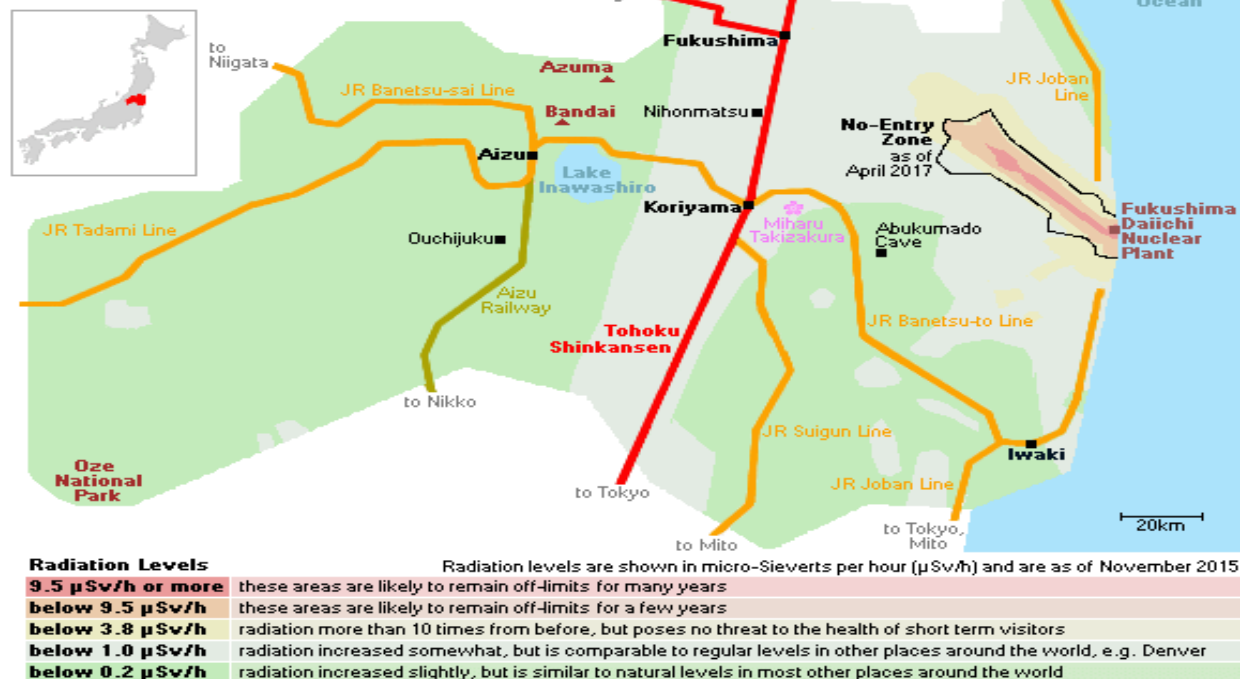 Ocean
to
Niigata
Fukushima
Azuma
JR Joban
Line
JR Banetsu-sai Line
Bandai
Nihonmatsu
No-Entry
Zone
as of
April 2017
Aizu
Lake
Inawashiro
Koriyama
Miharu
Takizakura
Fukushima
Daiichi
Nuclear
Plant
JR Tadami Line
Ouchijuku
Abukumado
Cave
Aizu
Railway
Tohoku
Shinkansen
JR Banetsu-to Line
to Nikko
JR Suigun Line
Iwaki
Oze
National
Park
to Tokyo
JR Joban Line
20km
to Tokyo,
Mito
to Mito
Radiation Levels Radiation levels are shown in micro-Sieverts per hour (µSv/h) and are as of November 2015
9.5 µSv/h or more these areas are likely to remain off-limits for many years
below 9.5 µSv/h these areas are likely to remain off-limits for a few years
below 3.8 µSv/h radiation more than 10 times from before, but poses no threat to the health of short term visitors
below 1.0 µSv/h radiation increased somewhat, but is comparable to regular levels in other places around the world, e.g. Denver
below 0.2 µSv/h radiation increased slightly, but is similar to natural levels in most other places around the world